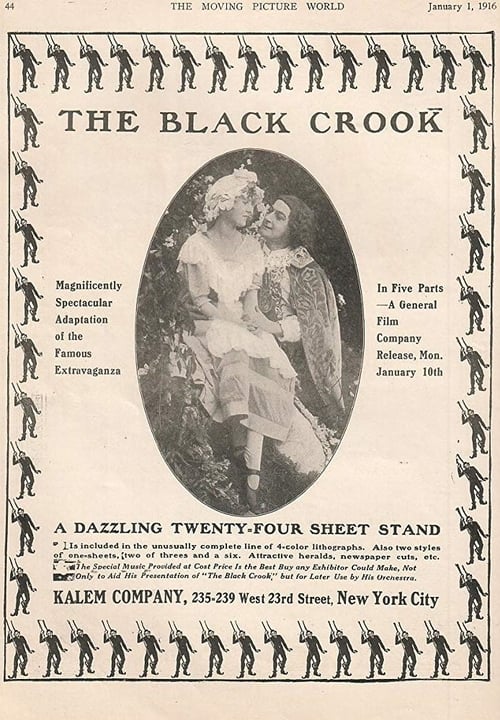 44
THE MOVING PICTURE WORLD
January 1, 1916
THE BLACK CROOK
Magnificently
Spectacular
Adaptation
of the
Famous
Extravaganza
In Five Parts
—A General
Film
Company
Release, Mon.
January 10th
A DAZZLING TWENTY-FOUR SHEET STAND
Is included in the unusually complete line of 4-color lithographs. Also two styles
of one-sheets, two of threes and a six. Attractive heralds, newspaper cuts, etc.
The Special Music Provided at Cost Price Is the Best Buy any Exhibitor Could Make, Not
Only to Aid His Presentation of "The Black Crook," but for Later Use by His Orchestra.
KALEM COMPANY, 235-239 West 23rd Street, New York City